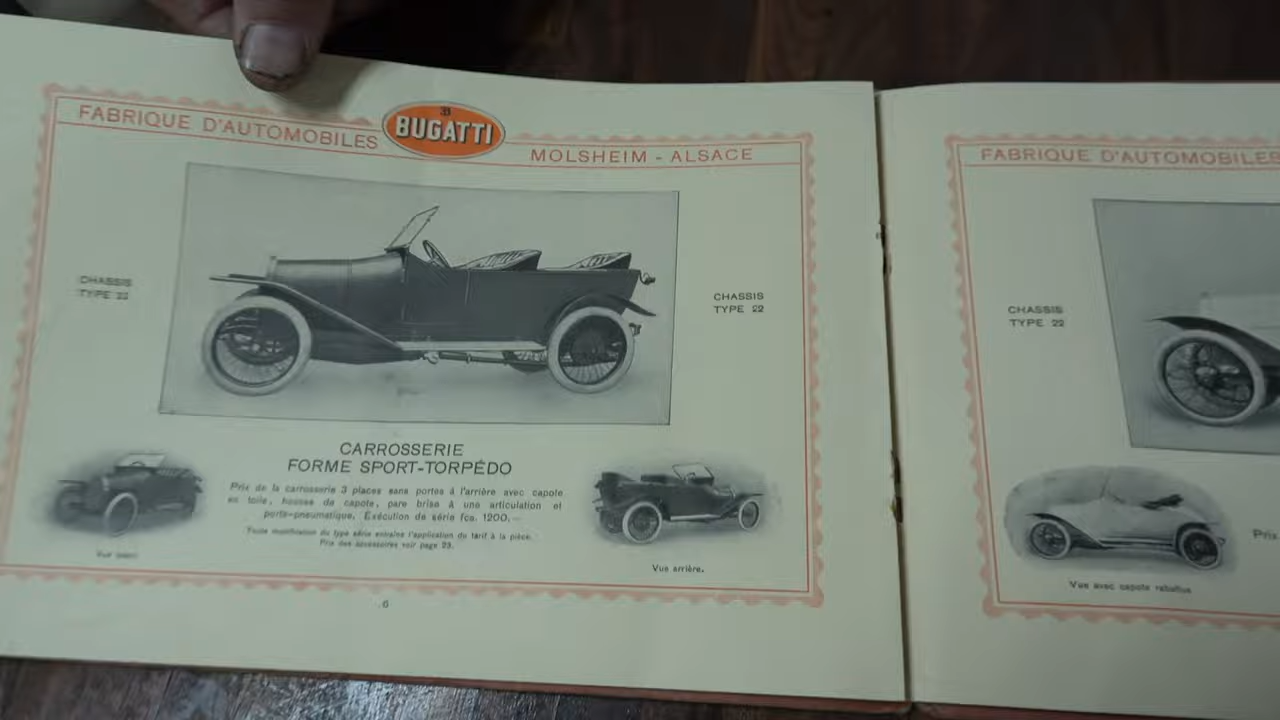 FABRIQUE D'AUTOMOBILES
BUGATTI
MOLSHEIM - ALSACE
CHASSIS
TYPE 22
CHASSIS
TYPE 22
CARROSSERIE
FORME SPORT-TORPÉDO
Prix de la carrosserie 3 places sans portes à l'arrière avec capote
en toile, housse de capote, pare brise à une articulation et
porte-pneumatique. Exécution de série fcs. 1200.—
Toute modification du type série entraîne l'application du tarif à la pièce.
Prix des accessoires voir page 23.
Vue arrière.
6
FABRIQUE D'AUTOMOBILES
CHASSIS
TYPE 22
Vue avec capote rabattue
Prix